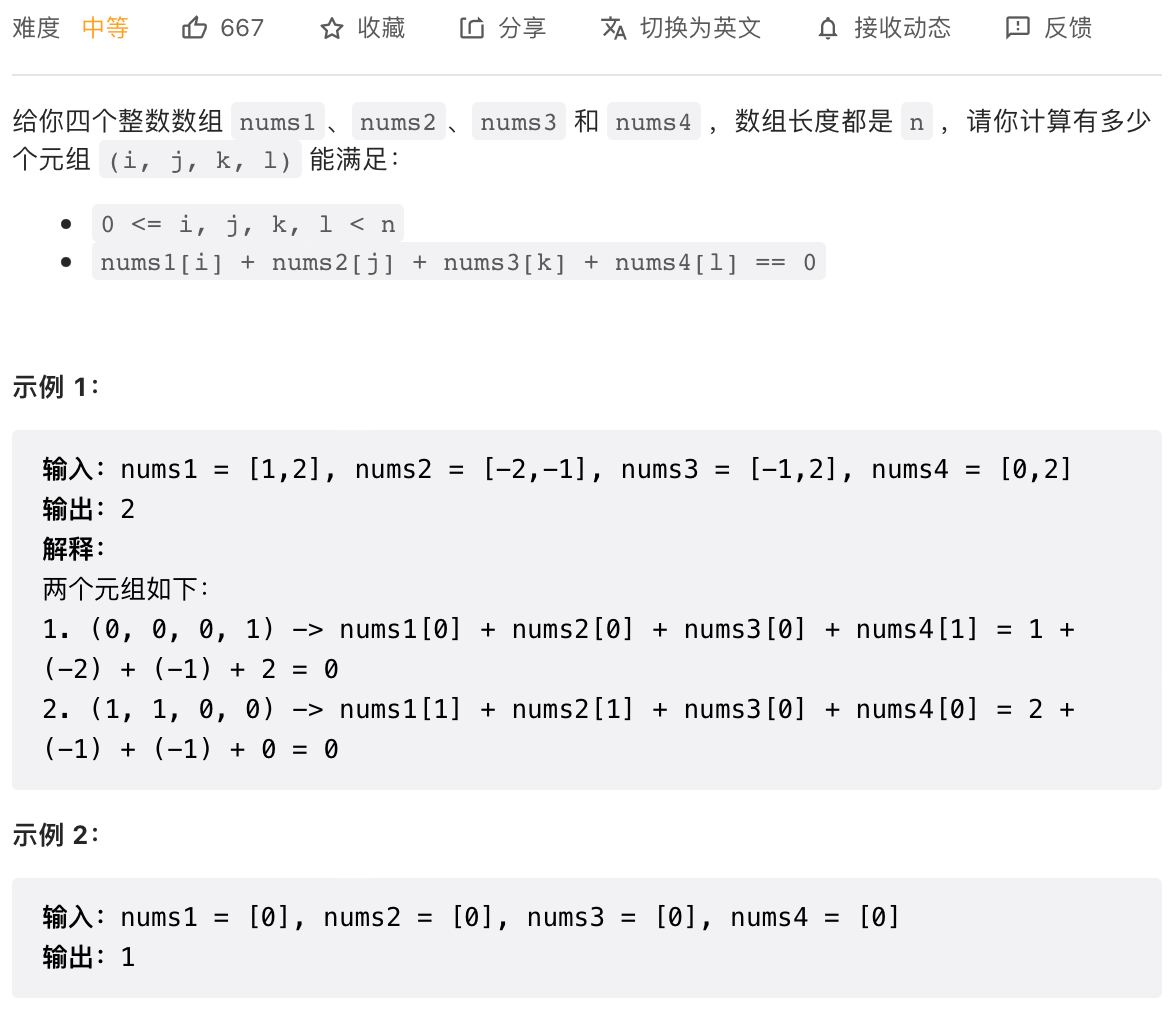 难度 中等 667 收藏 分享 切换为英文 接收动态 反馈
给你四个整数数组 nums1、nums2、nums3 和 nums4 ，数组长度都是 n ，请你计算有多少
个元组 (i, j, k, l) 能满足：
0 <= i, j, k, l < n
nums1[i] + nums2[j] + nums3[k] + nums4[l] == 0
示例 1：
输入：nums1 = [1,2], nums2 = [-2,-1], nums3 = [-1,2], nums4 = [0,2]
输出：2
解释：
两个元组如下：
1. (0, 0, 0, 1) -> nums1[0] + nums2[0] + nums3[0] + nums4[1] = 1 +
(-2) + (-1) + 2 = 0
2. (1, 1, 0, 0) -> nums1[1] + nums2[1] + nums3[0] + nums4[0] = 2 +
(-1) + (-1) + 0 = 0
示例 2：
输入：nums1 = [0], nums2 = [0], nums3 = [0], nums4 = [0]
输出：1